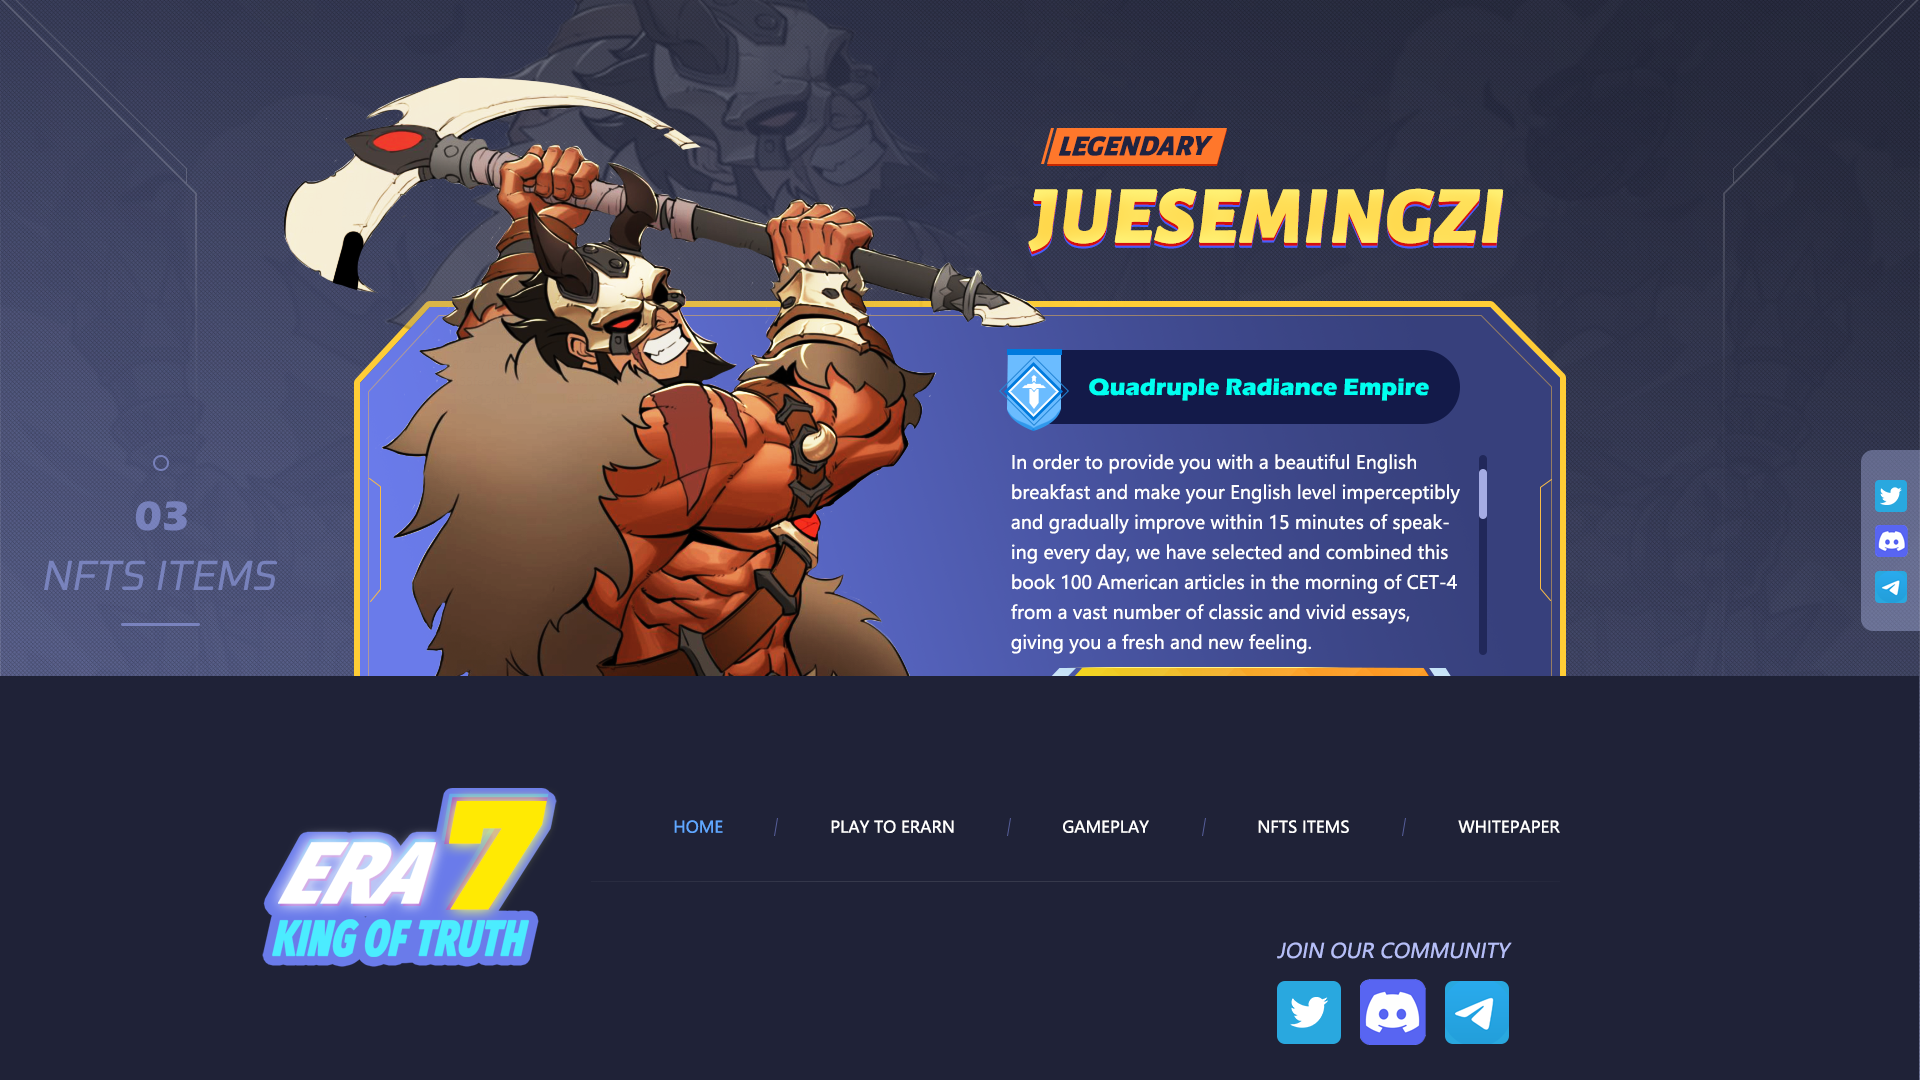 LEGENDARY
JUESEMINGZI
Quadruple Radiance Empire
In order to provide you with a beautiful English
breakfast and make your English level imperceptibly
and gradually improve within 15 minutes of speak-
ing every day, we have selected and combined this
book 100 American articles in the morning of CET-4
from a vast number of classic and vivid essays,
giving you a fresh and new feeling.
03
NFTS ITEMS
ERA 7
KING OF TRUTH
HOME
PLAY TO ERARN
GAMEPLAY
NFTS ITEMS
WHITEPAPER
JOIN OUR COMMUNITY